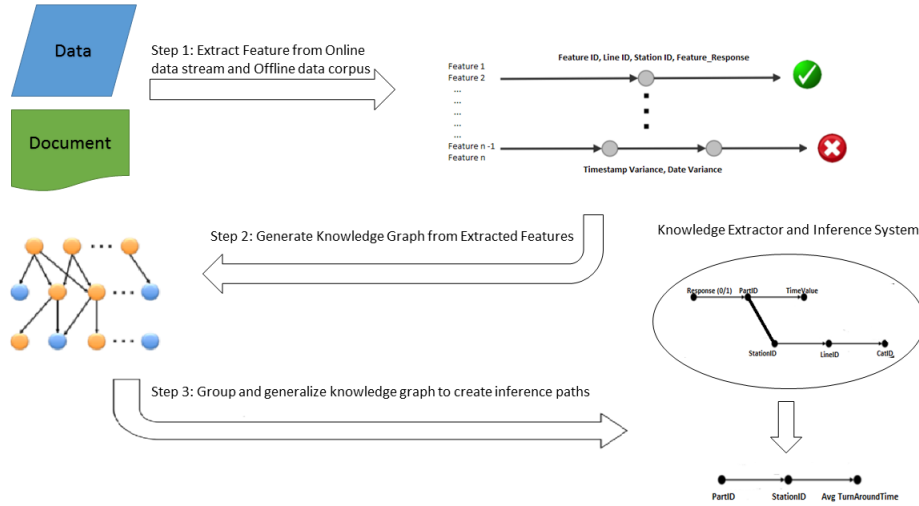 Data
Step 1: Extract Feature from Online
data stream and Offline data corpus
Document
Feature ID, Line ID, Station ID, Feature_Response
Feature 1
Feature 2
...
...
...
...
Feature n -1
Feature n
Timestamp Variance, Date Variance
Step 2: Generate Knowledge Graph from Extracted Features
Knowledge Extractor and Inference System
Response (0/1) PartID TimeValue
StationID LineID CatID
Step 3: Group and generalize knowledge graph to create inference paths
PartID StationID Avg TurnAroundTime